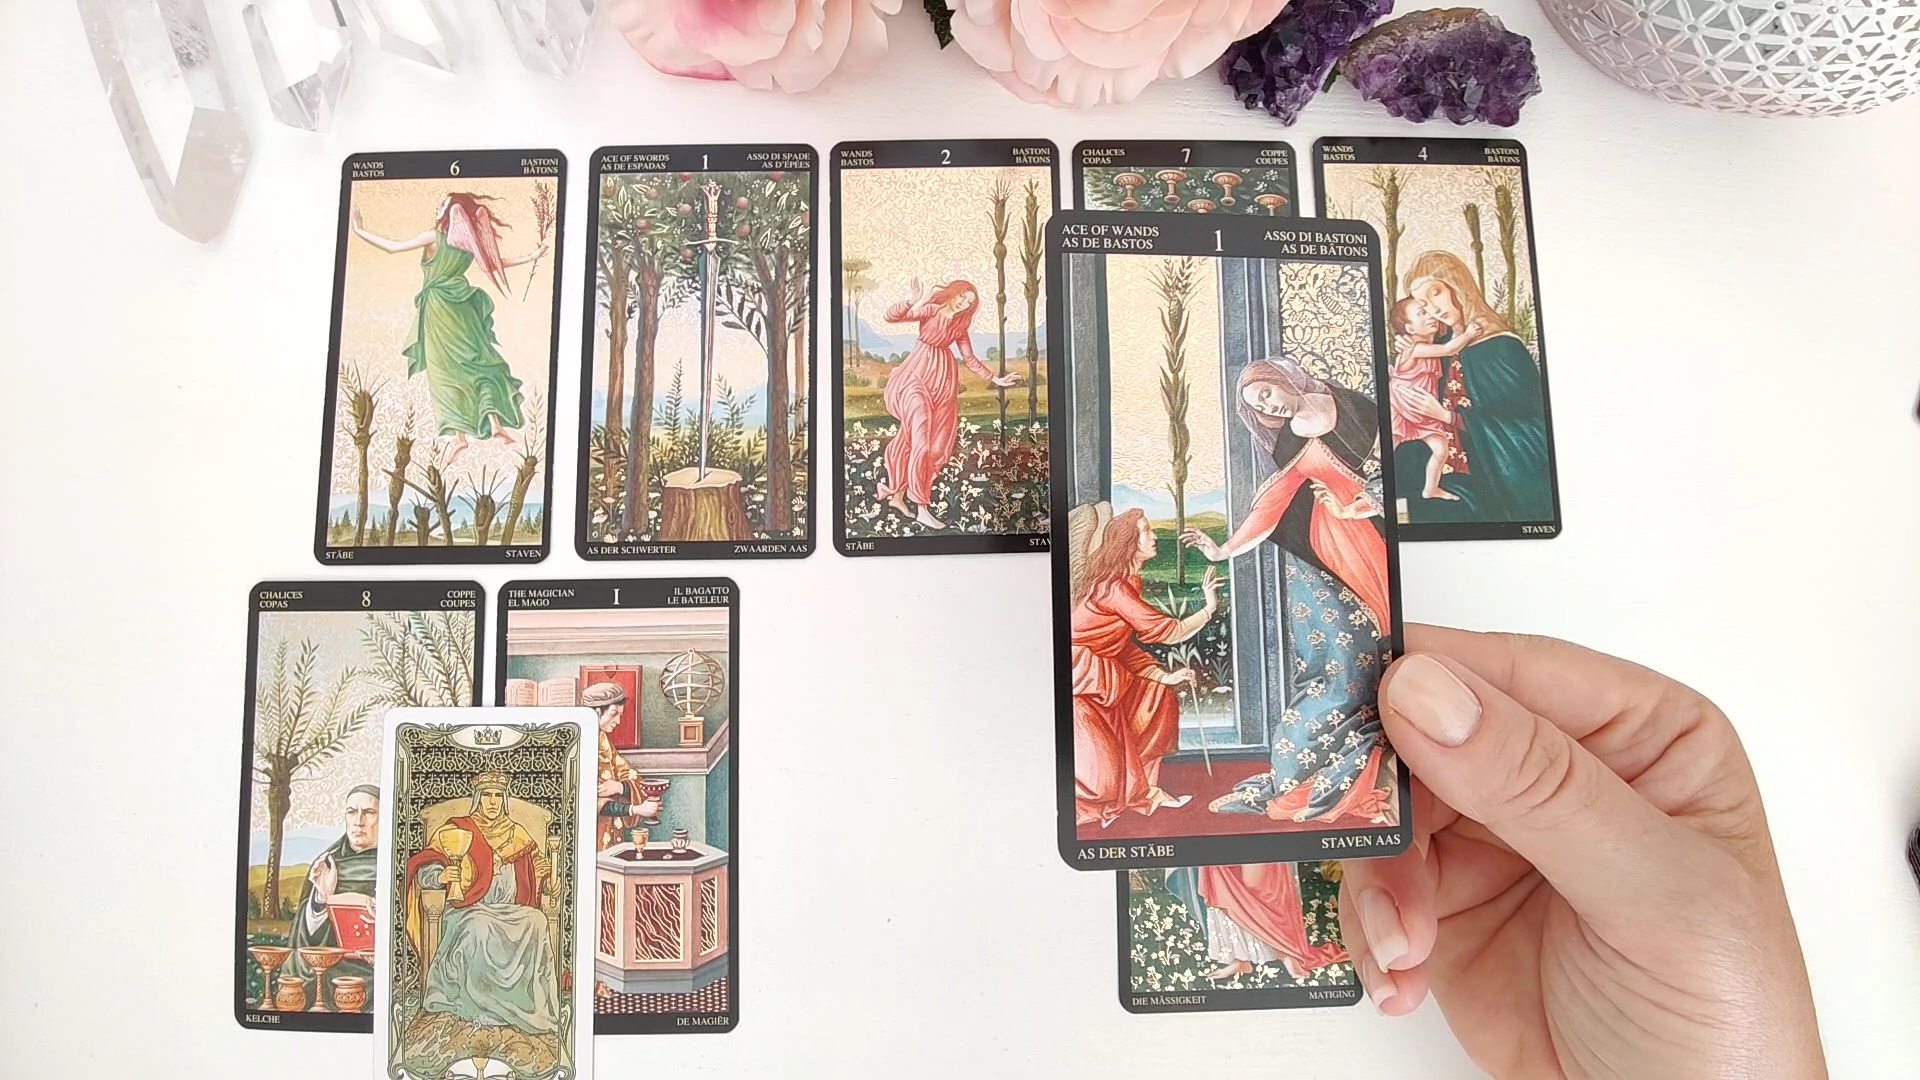 WANDS
BASTOS
6
BASTONI
BÂTONS
STÄBE
STAVEN
ACE OF SWORDS
AS DE ESPADAS
1
ASSO DI SPADE
AS D'ÉPÉES
AS DER SCHWERTER
ZWAARDEN AAS
WANDS
BASTOS
2
BASTONI
BÂTONS
STÄBE
STAV
CHALICES
COPAS
7
COPPE
COUPES
WANDS
BASTOS
4
BASTONI
BÂTONS
STAVEN
ACE OF WANDS
AS DE BASTOS
1
ASSO DI BASTONI
AS DE BÂTONS
AS DER STÄBE
STAVEN AAS
CHALICES
COPAS
8
COPPE
COUPES
KELCHE
THE MAGICIAN
EL MAGO
I
IL BAGATTO
LE BATELEUR
DE MAGIËR
DIE MÄSSIGKEIT
MATIGING